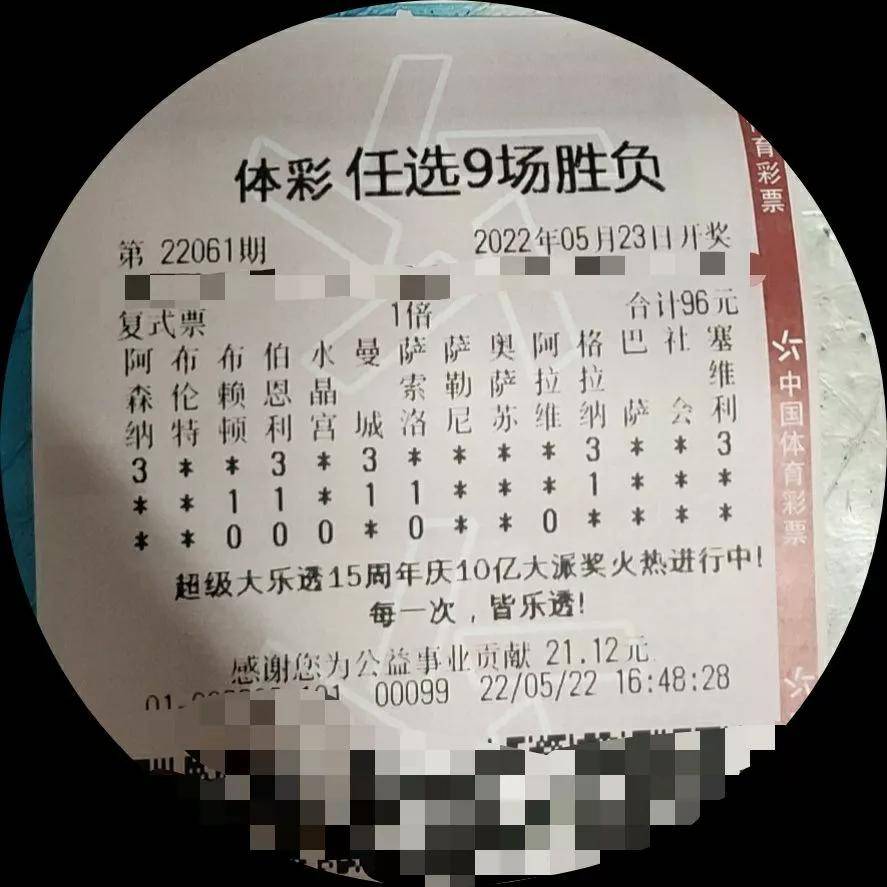 体彩 任选9场胜负
第 22061期 2022年05月23日开奖
复式票 1倍 合计96元
阿森纳 布伦特 布赖顿 伯恩利 水晶宫 曼城 萨索洛 萨勒尼 奥萨苏 阿拉维 格拉纳 巴萨 社会 塞维利
3 * * 3 * 3 * * * * 3 * * 3
* * 1 1 * 1 1 * * * 1 * * *
* * 0 0 0 * 0 * * 0 * * * *
超级大乐透15周年庆10亿大派奖火热进行中!
每一次，皆乐透!
感谢您为公益事业贡献 21.12元
00099 22/05/22 16:48:28
育彩票
中国体育彩票